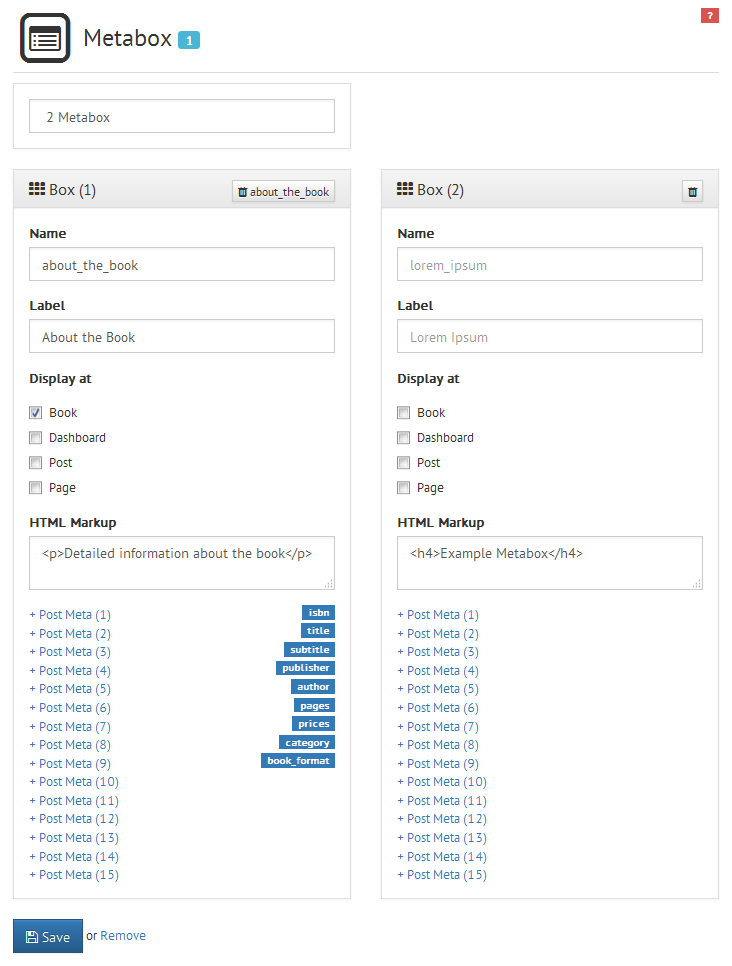 ?
Metabox 1
2 Metabox
Box (1)
about_the_book
Name
about_the_book
Label
About the Book
Display at
Book
Dashboard
Post
Page
HTML Markup
<p>Detailed information about the book</p>
+ Post Meta (1) isbn
+ Post Meta (2) title
+ Post Meta (3) subtitle
+ Post Meta (4) publisher
+ Post Meta (5) author
+ Post Meta (6) pages
+ Post Meta (7) prices
+ Post Meta (8) category
+ Post Meta (9) book_format
+ Post Meta (10)
+ Post Meta (11)
+ Post Meta (12)
+ Post Meta (13)
+ Post Meta (14)
+ Post Meta (15)
Box (2)
Name
lorem_ipsum
Label
Lorem Ipsum
Display at
Book
Dashboard
Post
Page
HTML Markup
<h4>Example Metabox</h4>
+ Post Meta (1)
+ Post Meta (2)
+ Post Meta (3)
+ Post Meta (4)
+ Post Meta (5)
+ Post Meta (6)
+ Post Meta (7)
+ Post Meta (8)
+ Post Meta (9)
+ Post Meta (10)
+ Post Meta (11)
+ Post Meta (12)
+ Post Meta (13)
+ Post Meta (14)
+ Post Meta (15)
Save or Remove